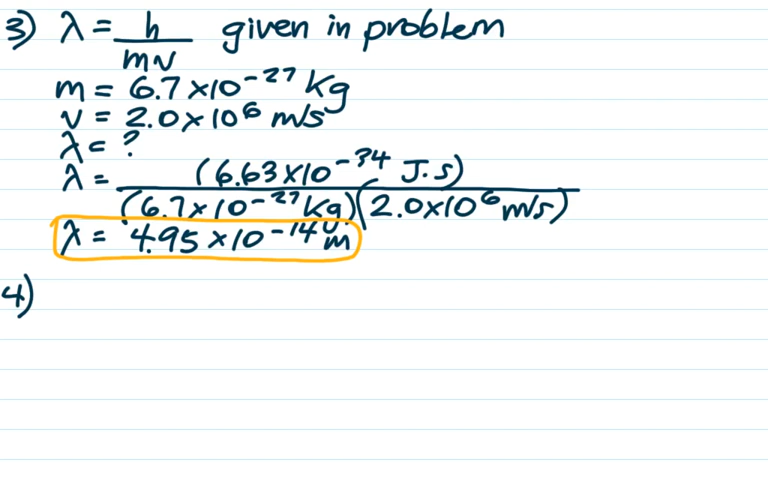 3) λ = h / mv given in problem
m = 6.7 x 10⁻²⁷ Kg
v = 2.0 x 10⁶ m/s
λ = ?
λ = (6.63 x 10⁻³⁴ J·s) / (6.7 x 10⁻²⁷ Kg)(2.0 x 10⁶ m/s)
λ = 4.95 x 10⁻¹⁴ m
4)